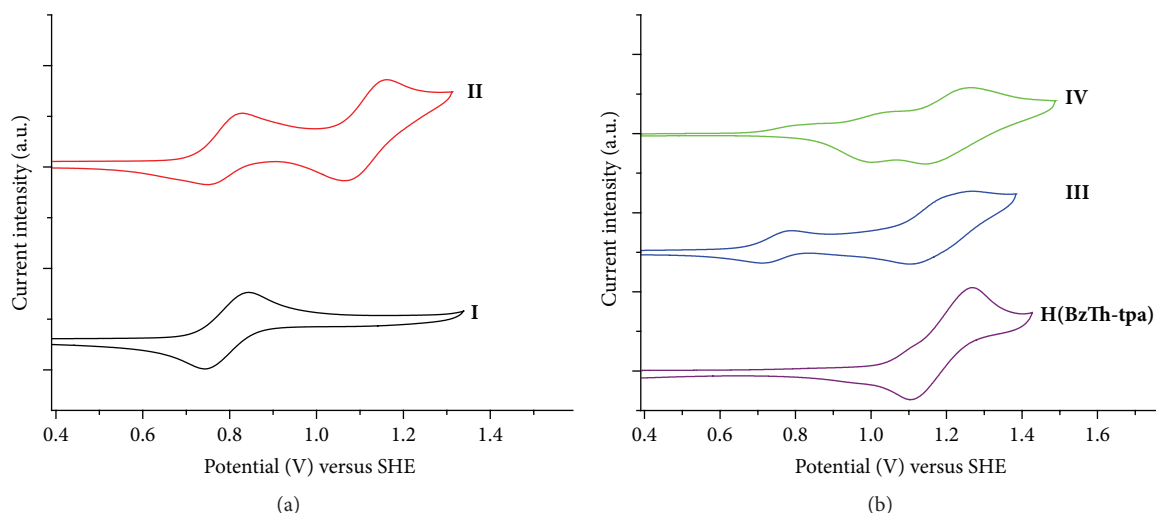 Current intensity (a.u.)
II
I
0.4 0.6 0.8 1.0 1.2 1.4
Potential (V) versus SHE
(a)
Current intensity (a.u.)
IV
III
H(BzTh-tpa)
0.4 0.6 0.8 1.0 1.2 1.4 1.6
Potential (V) versus SHE
(b)